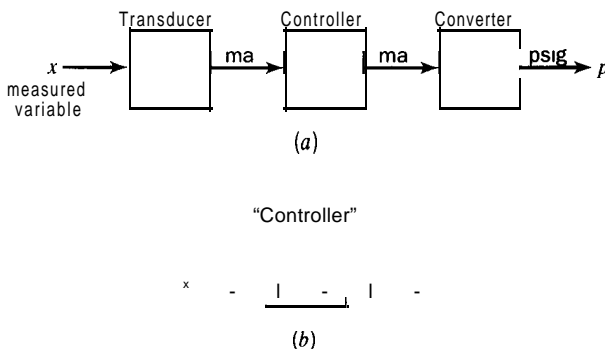 Transducer Controller Converter
x ma ma psig p
measured
variable
(a)
“Controller”
x - | - | -
(b)